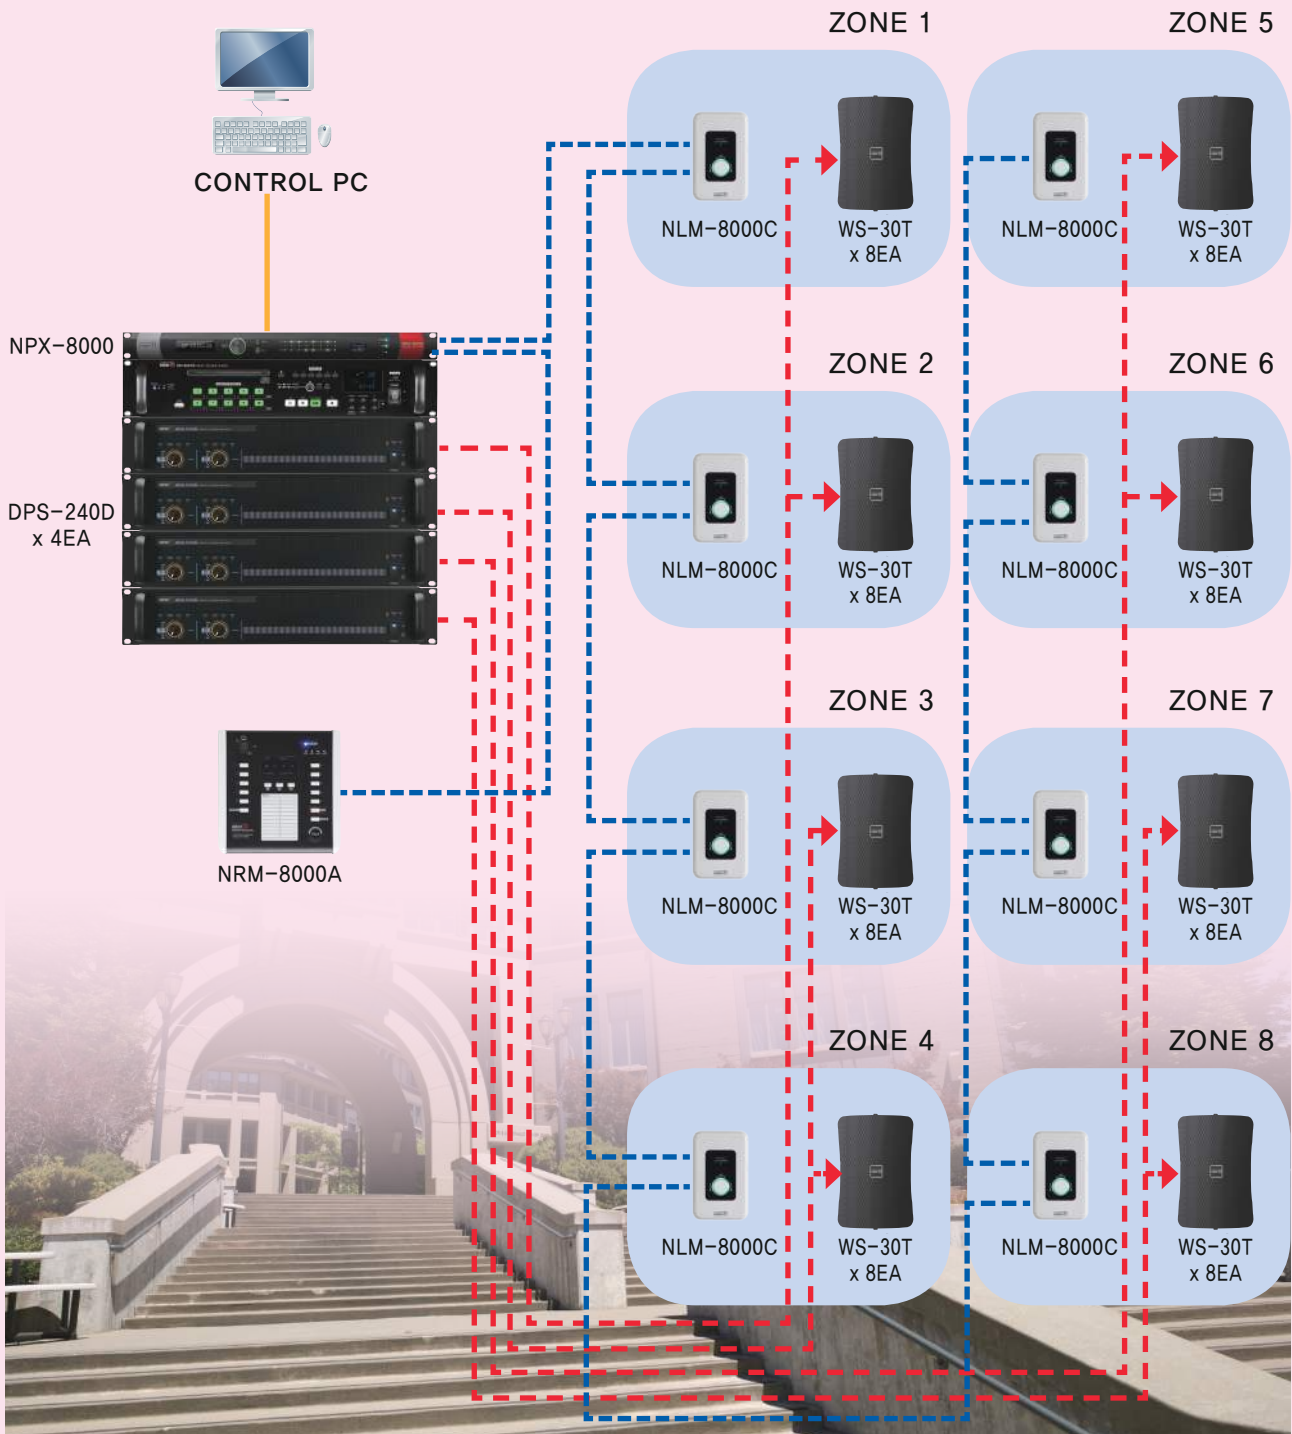 ZONE 1
ZONE 5
CONTROL PC
NLM-8000C
WS-30T
x 8EA
NLM-8000C
WS-30T
x 8EA
NPX-8000
ZONE 2
ZONE 6
DPS-240D
x 4EA
NLM-8000C
WS-30T
x 8EA
NLM-8000C
WS-30T
x 8EA
ZONE 3
ZONE 7
NRM-8000A
NLM-8000C
WS-30T
x 8EA
NLM-8000C
WS-30T
x 8EA
ZONE 4
ZONE 8
NLM-8000C
WS-30T
x 8EA
NLM-8000C
WS-30T
x 8EA